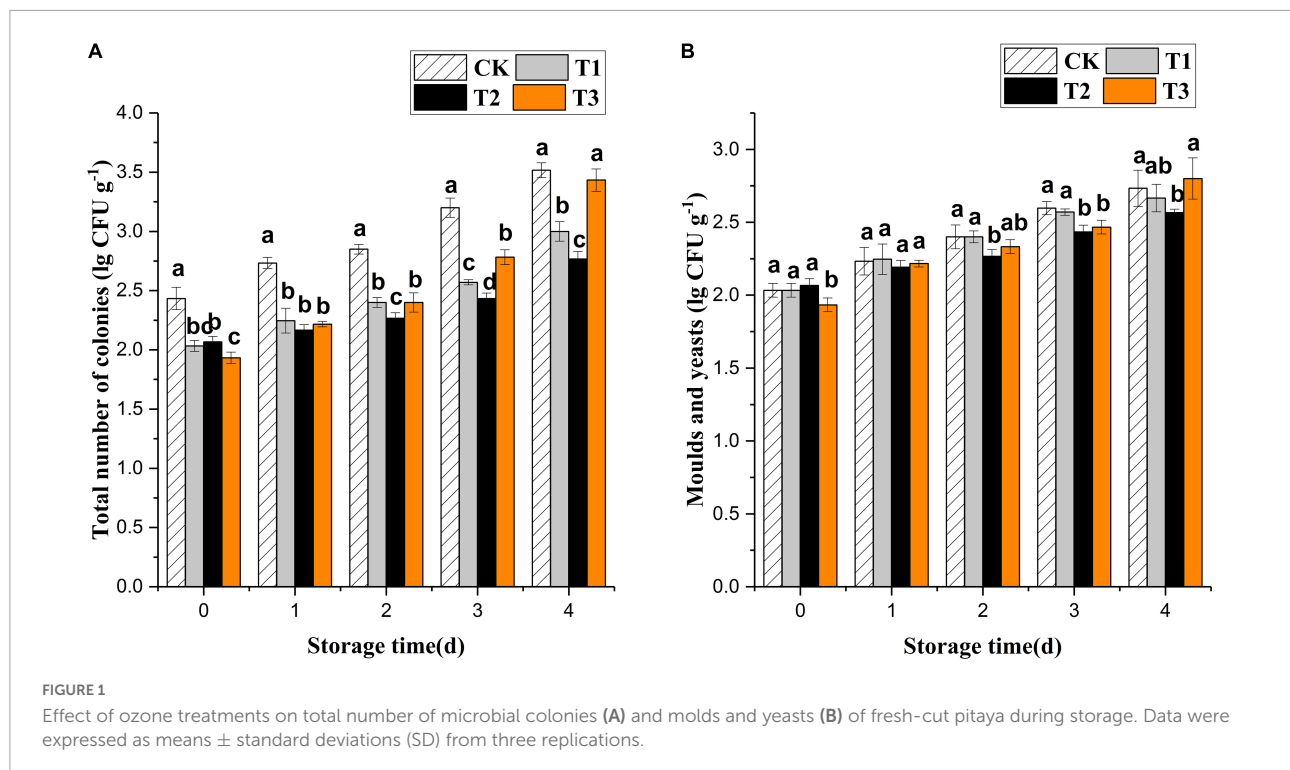 A
CK T1
T2 T3
Total number of colonies (lg CFU g-1)
4.0
3.5
3.0
2.5
2.0
1.5
1.0
0.5
0.0
a bc b c
a b b b
a b c b
a c d b
a b c a
0 1 2 3 4
Storage time(d)
B
CK T1
T2 T3
Moulds and yeasts (lg CFU g-1)
3.0
2.5
2.0
1.5
1.0
0.5
0.0
a a a b
a a a a
a a b ab
a a b b
a ab b a
0 1 2 3 4
Storage time(d)
FIGURE 1
Effect of ozone treatments on total number of microbial colonies (A) and molds and yeasts (B) of fresh-cut pitaya during storage. Data were
expressed as means ± standard deviations (SD) from three replications.